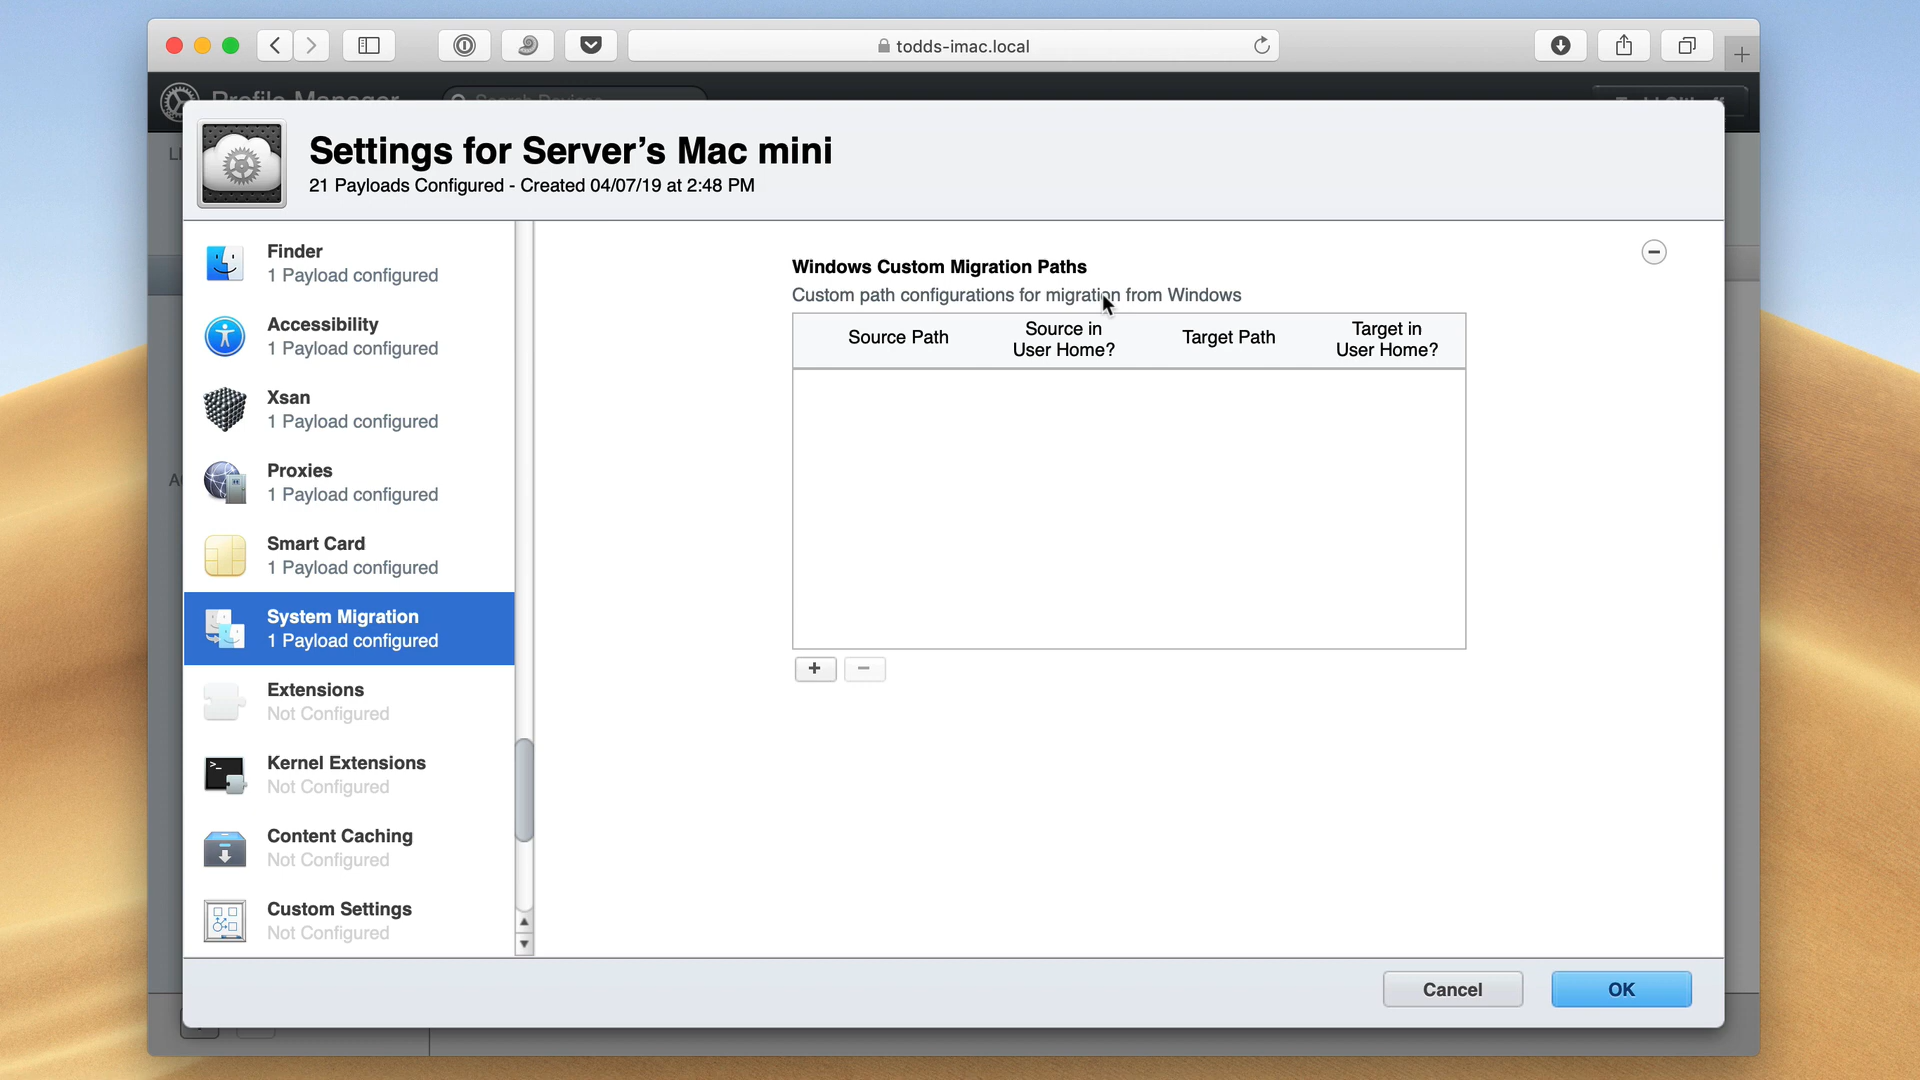 todds-imac.local
Profile Manager
Search Devices
Settings for Server's Mac mini
21 Payloads Configured - Created 04/07/19 at 2:48 PM
Finder
1 Payload configured
Accessibility
1 Payload configured
Xsan
1 Payload configured
Proxies
1 Payload configured
Smart Card
1 Payload configured
System Migration
1 Payload configured
Extensions
Not Configured
Kernel Extensions
Not Configured
Content Caching
Not Configured
Custom Settings
Not Configured
Windows Custom Migration Paths
Custom path configurations for migration from Windows
Source Path
Source in
User Home?
Target Path
Target in
User Home?
Cancel
OK